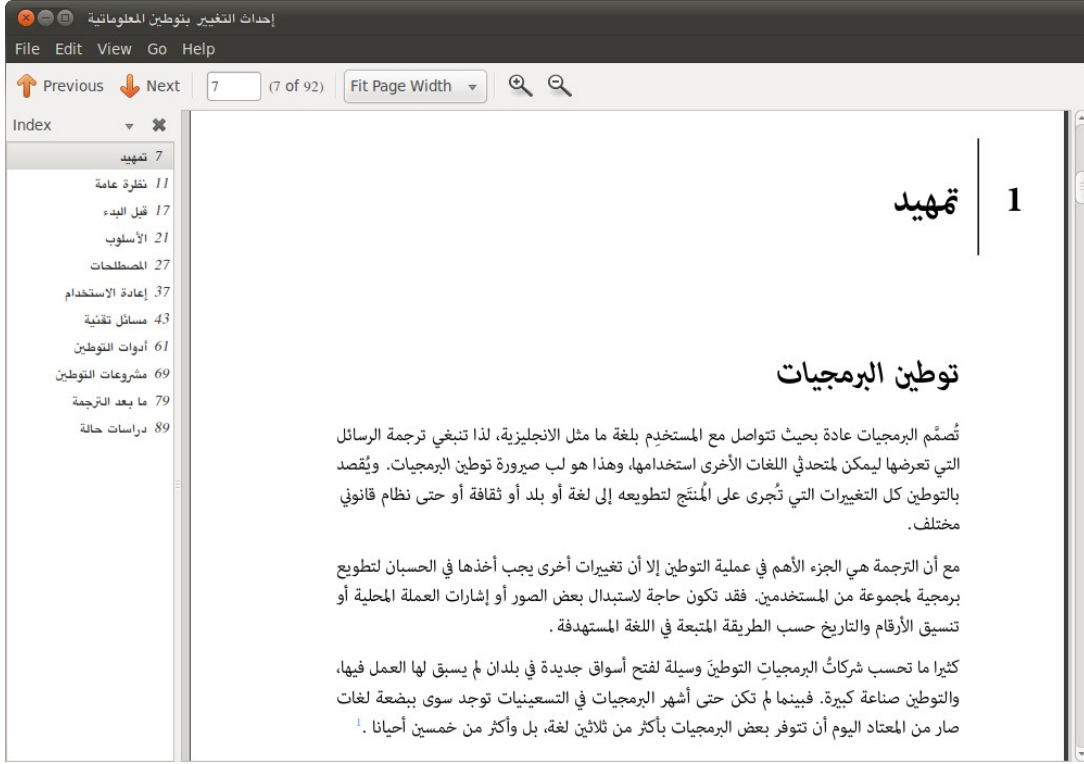 إحداث التغيير بتوطين المعلوماتية
File Edit View Go Help
Previous Next 7 (7 of 92) Fit Page Width
Index
7 تمهيد
11 نظرة عامة
17 قبل البدء
21 الأسلوب
27 المصطلحات
37 إعادة الاستخدام
43 مسائل تقنية
61 أدوات التوطين
69 مشروعات التوطين
79 ما بعد الترجمة
89 دراسات حالة
1 تمهيد
توطين البرمجيات
تُصمَّم البرمجيات عادة بحيث تتواصل مع المستخدِم بلغة ما مثل الانجليزية، لذا تنبغي ترجمة الرسائل
التي تعرضها ليمكن لمتحدثي اللغات الأخرى استخدامها، وهذا هو لب صيرورة توطين البرمجيات. ويُقصد
بالتوطين كل التغييرات التي تُجرى على المُنتَج لتطويعه إلى لغة أو بلد أو ثقافة أو حتى نظام قانوني
مختلف.
مع أن الترجمة هي الجزء الأهم في عملية التوطين إلا أن تغييرات أخرى يجب أخذها في الحسبان لتطويع
برمجية لمجموعة من المستخدمين. فقد تكون حاجة لاستبدال بعض الصور أو إشارات العملة المحلية أو
تنسيق الأرقام والتاريخ حسب الطريقة المتبعة في اللغة المستهدفة .
كثيرا ما تحسب شركاتُ البرمجياتِ التوطينَ وسيلة لفتح أسواق جديدة في بلدان لم يسبق لها العمل فيها،
والتوطين صناعة كبيرة. فبينما لم تكن حتى أشهر البرمجيات في التسعينيات توجد سوى ببضعة لغات
صار من المعتاد اليوم أن تتوفر بعض البرمجيات بأكثر من ثلاثين لغة، بل وأكثر من خمسين أحيانا .1